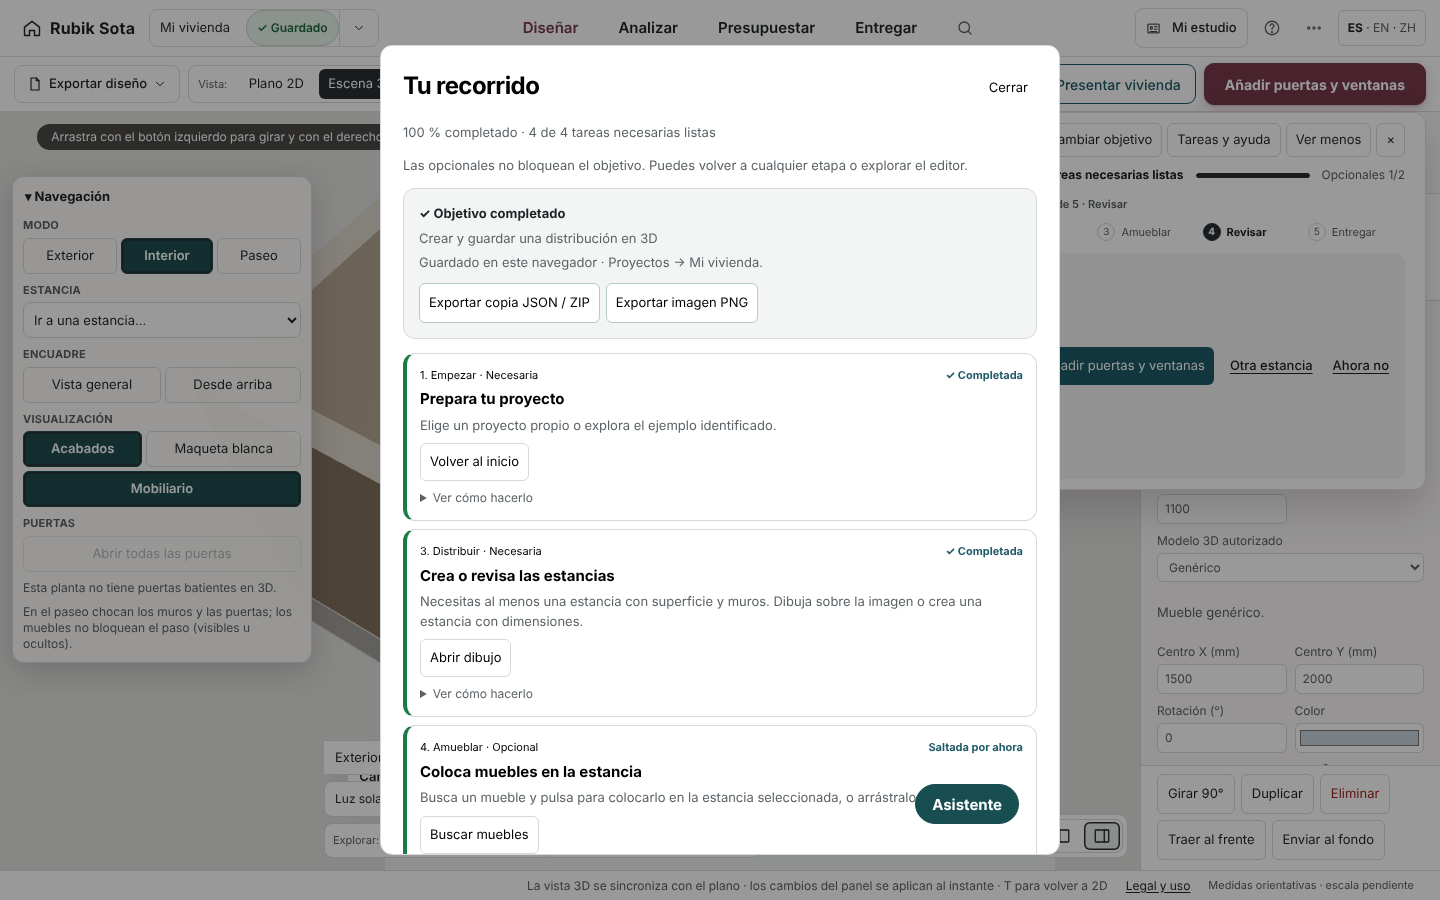 Rubik Sota
Mi vivienda
✓ Guardado
Diseñar
Analizar
Presupuestar
Entregar
Mi estudio
ES · EN · ZH
Exportar diseño
Vista:
Plano 2D
Escena 3
Presentar vivienda
Añadir puertas y ventanas
Arrastra con el botón izquierdo para girar y con el derecho
▾ Navegación
MODO
Exterior
Interior
Paseo
ESTANCIA
Ir a una estancia...
ENCUADRE
Vista general
Desde arriba
VISUALIZACIÓN
Acabados
Maqueta blanca
Mobiliario
PUERTAS
Abrir todas las puertas
Esta planta no tiene puertas batientes en 3D.
En el paseo chocan los muros y las puertas; los
muebles no bloquean el paso (visibles u
ocultos).
Exterior
Luz sola
Explorar:
Tu recorrido
Cerrar
100 % completado · 4 de 4 tareas necesarias listas
Las opcionales no bloquean el objetivo. Puedes volver a cualquier etapa o explorar el editor.
✓ Objetivo completado
Crear y guardar una distribución en 3D
Guardado en este navegador · Proyectos → Mi vivienda.
Exportar copia JSON / ZIP
Exportar imagen PNG
1. Empezar · Necesaria
✓ Completada
Prepara tu proyecto
Elige un proyecto propio o explora el ejemplo identificado.
Volver al inicio
▸ Ver cómo hacerlo
3. Distribuir · Necesaria
✓ Completada
Crea o revisa las estancias
Necesitas al menos una estancia con superficie y muros. Dibuja sobre la imagen o crea una
estancia con dimensiones.
Abrir dibujo
▸ Ver cómo hacerlo
4. Amueblar · Opcional
Saltada por ahora
Coloca muebles en la estancia
Busca un mueble y pulsa para colocarlo en la estancia seleccionada, o arrástralo
Buscar muebles
Asistente
ambiar objetivo
Tareas y ayuda
Ver menos
×
reas necesarias listas
Opcionales 1/2
de 5 · Revisar
3 Amueblar
4 Revisar
5 Entregar
adir puertas y ventanas
Otra estancia
Ahora no
1100
Modelo 3D autorizado
Genérico
Mueble genérico.
Centro X (mm)
Centro Y (mm)
1500
2000
Rotación (°)
Color
0
Girar 90°
Duplicar
Eliminar
Traer al frente
Enviar al fondo
La vista 3D se sincroniza con el plano · los cambios del panel se aplican al instante · T para volver a 2D
Legal y uso
Medidas orientativas · escala pendiente